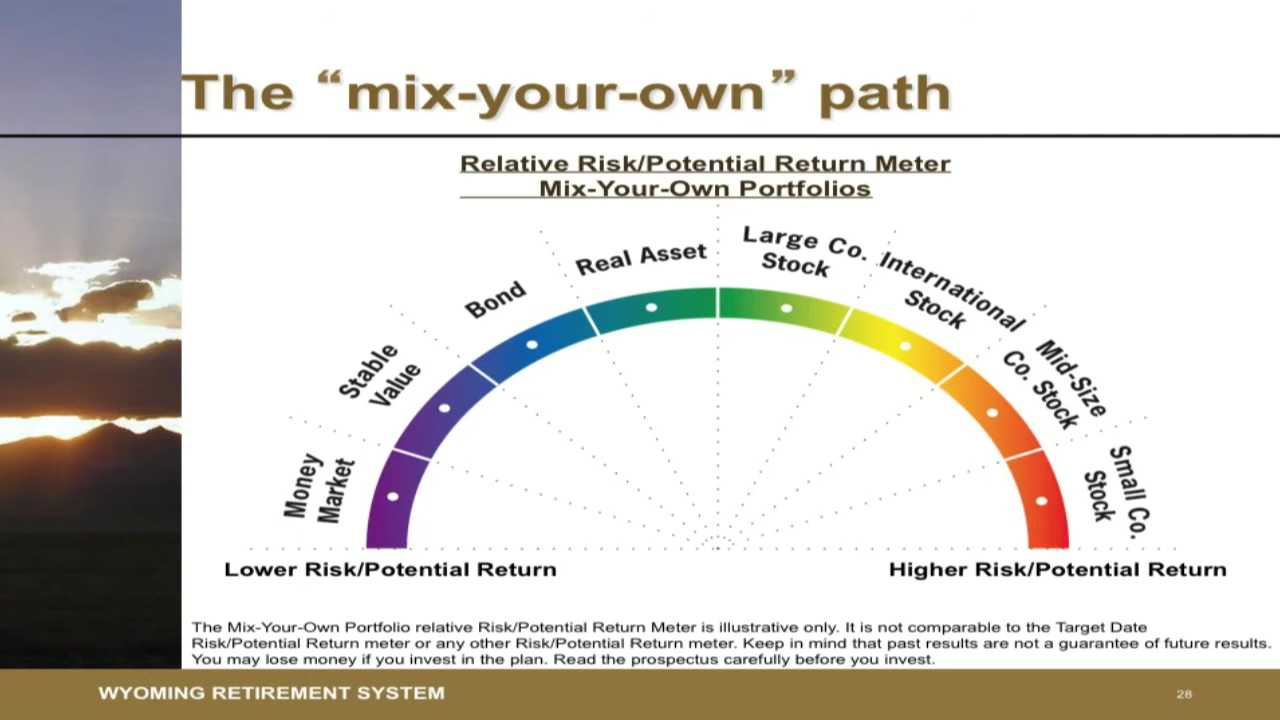 The “mix-your-own” path
Relative Risk/Potential Return Meter
Mix-Your-Own Portfolios
Money
Market
Stable
Value
Bond
Real Asset
Large Co.
Stock
International
Stock
Mid-Size
Co. Stock
Small Co.
Stock
Lower Risk/Potential Return
Higher Risk/Potential Return
The Mix-Your-Own Portfolio relative Risk/Potential Return Meter is illustrative only. It is not comparable to the Target Date
Risk/Potential Return meter or any other Risk/Potential Return meter. Keep in mind that past results are not a guarantee of future results.
You may lose money if you invest in the plan. Read the prospectus carefully before you invest.
WYOMING RETIREMENT SYSTEM
28